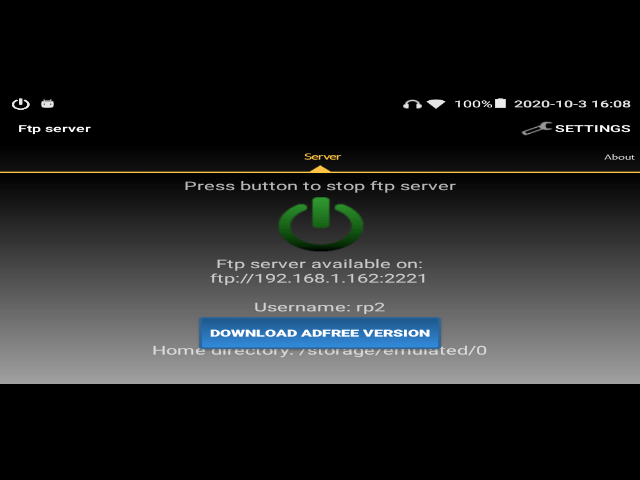 100% 2020-10-3 16:08
Ftp server SETTINGS
Server About
Press button to stop ftp server
Ftp server available on:
ftp://192.168.1.162:2221
Username: rp2
DOWNLOAD ADFREE VERSION
Home directory: /storage/emulated/0